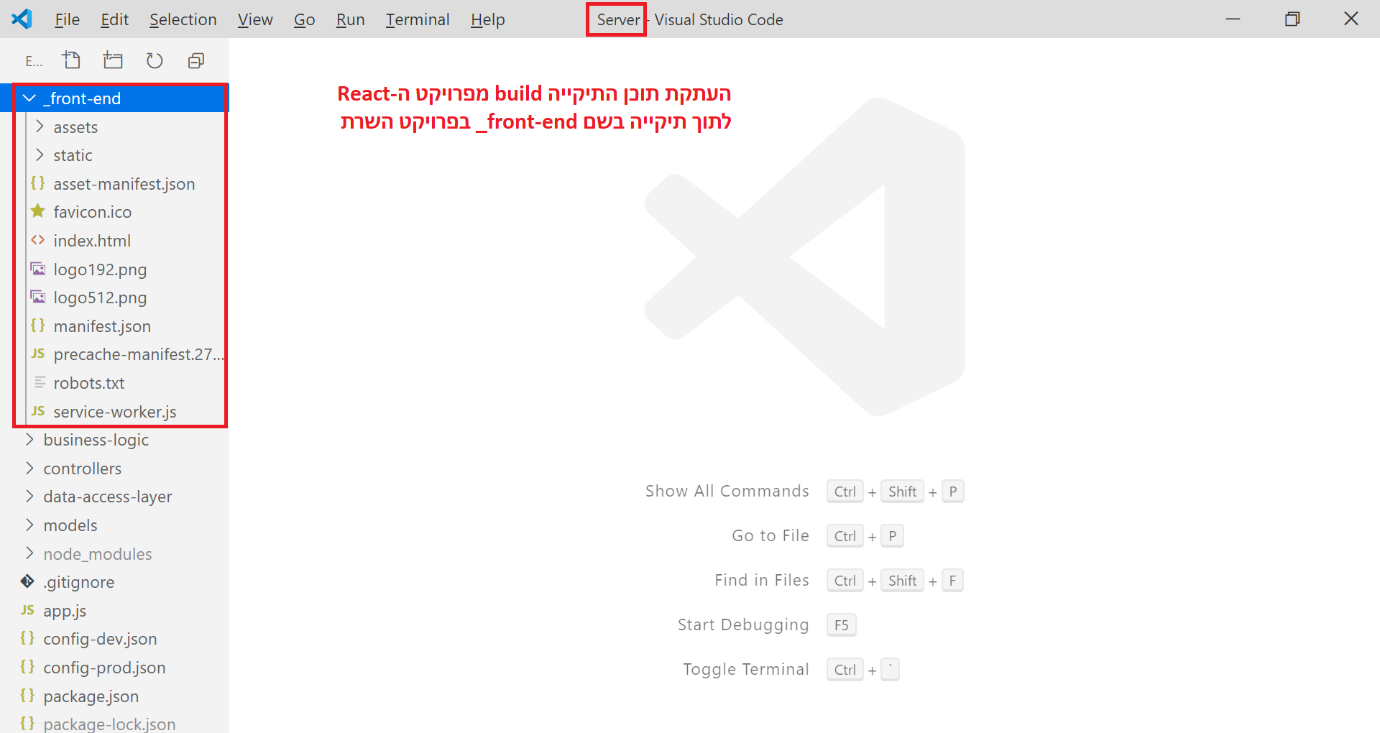 File Edit Selection View Go Run Terminal Help Server - Visual Studio Code
E...
_front-end
assets
static
asset-manifest.json
favicon.ico
index.html
logo192.png
logo512.png
manifest.json
JS precache-manifest.27...
robots.txt
JS service-worker.js
business-logic
controllers
data-access-layer
models
node_modules
.gitignore
JS app.js
config-dev.json
config-prod.json
package.json
package-lock.json
העתקת תוכן התיקייה build מפרויקט ה-React
לתוך תיקייה בשם front-end_ בפרויקט השרת
Show All Commands Ctrl + Shift + P
Go to File Ctrl + P
Find in Files Ctrl + Shift + F
Start Debugging F5
Toggle Terminal Ctrl + `